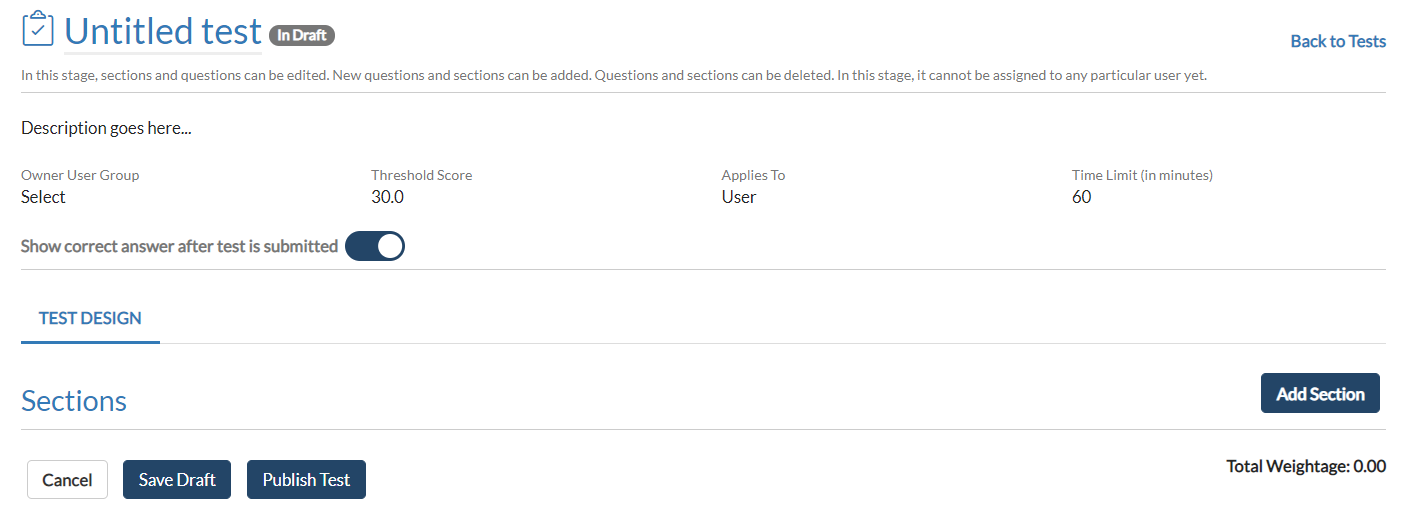 Untitled test In Draft
Back to Tests
In this stage, sections and questions can be edited. New questions and sections can be added. Questions and sections can be deleted. In this stage, it cannot be assigned to any particular user yet.
Description goes here...
Owner User Group Threshold Score Applies To Time Limit (in minutes)
Select 30.0 User 60
Show correct answer after test is submitted
TEST DESIGN
Sections Add Section
Cancel Save Draft Publish Test Total Weightage: 0.00